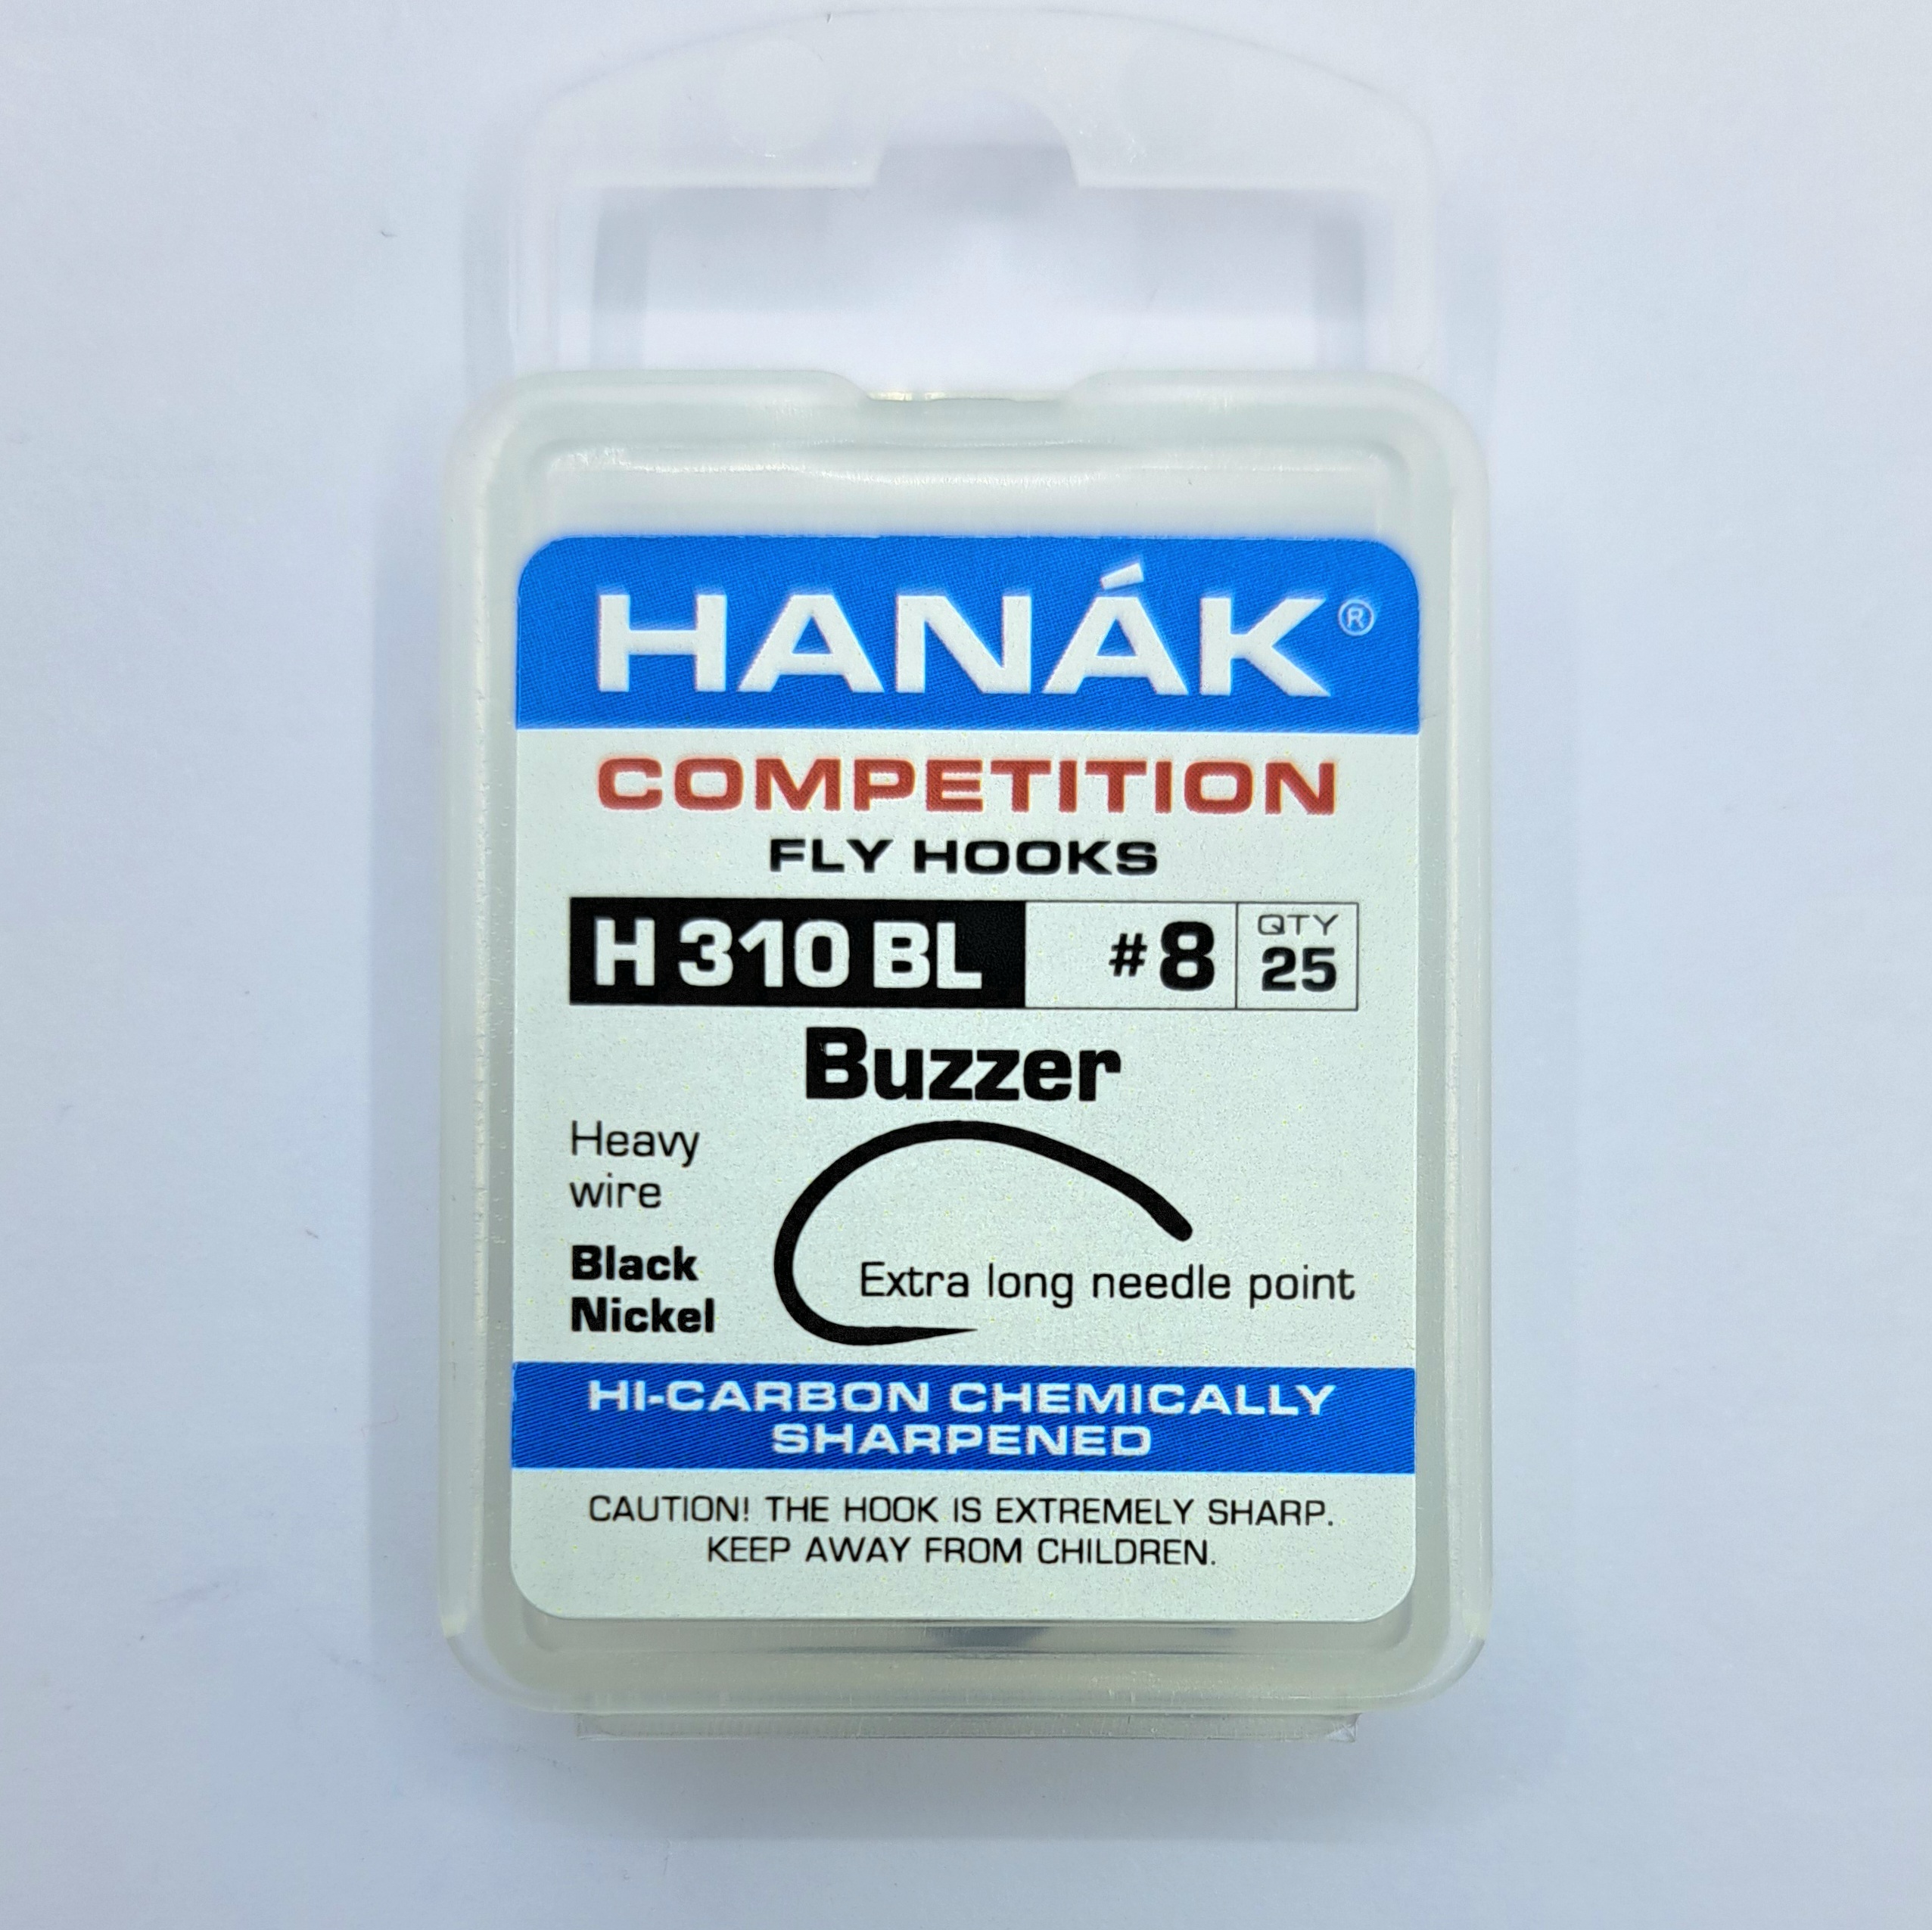 HANÁK®
COMPETITION
FLY HOOKS
H 310 BL #8 QTY 25
Buzzer
Heavy
wire
Black
Nickel
Extra long needle point
HI-CARBON CHEMICALLY
SHARPENED
CAUTION! THE HOOK IS EXTREMELY SHARP.
KEEP AWAY FROM CHILDREN.